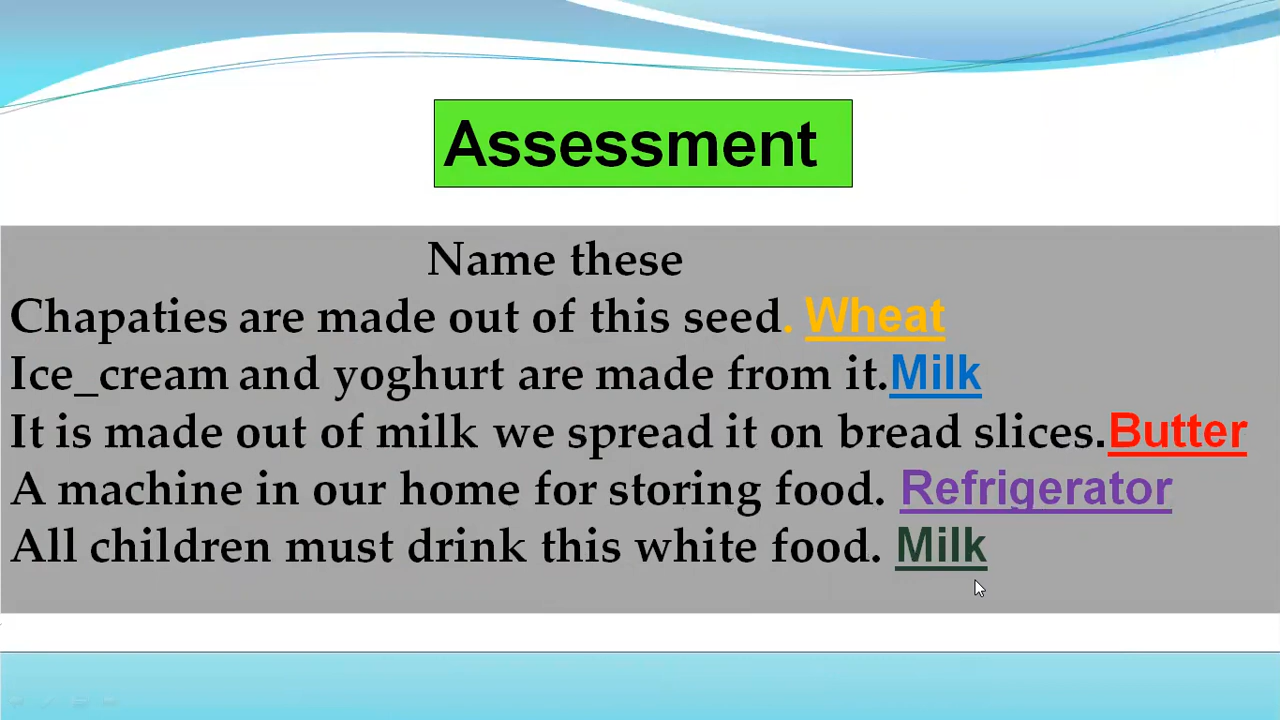 Assessment
Name these
Chapaties are made out of this seed. Wheat
Ice_cream and yoghurt are made from it.Milk
It is made out of milk we spread it on bread slices.Butter
A machine in our home for storing food. Refrigerator
All children must drink this white food. Milk